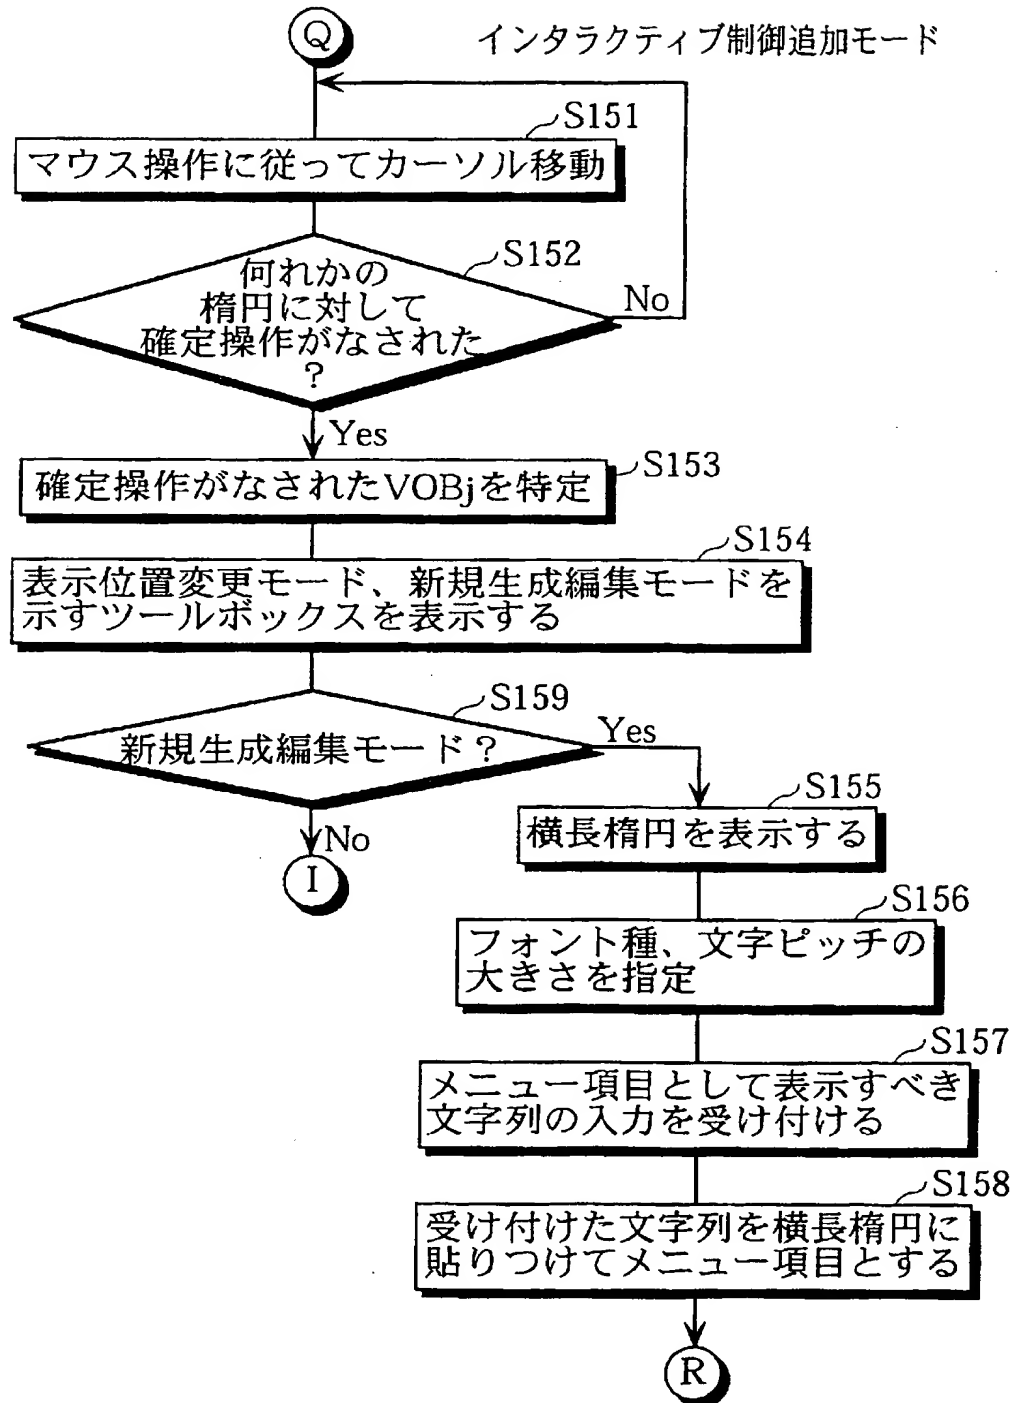 Q
インタラクティブ制御追加モード
S151
マウス操作に従ってカーソル移動
S152
何れかの
楕円に対して
確定操作がなされた
?
No
Yes
S153
確定操作がなされたVOBjを特定
S154
表示位置変更モード、新規生成編集モードを
示すツールボックスを表示する
S159
新規生成編集モード?
Yes
No
I
S155
横長楕円を表示する
S156
フォント種、文字ピッチの
大きさを指定
S157
メニュー項目として表示すべき
文字列の入力を受け付ける
S158
受け付けた文字列を横長楕円に
貼りつけてメニュー項目とする
R